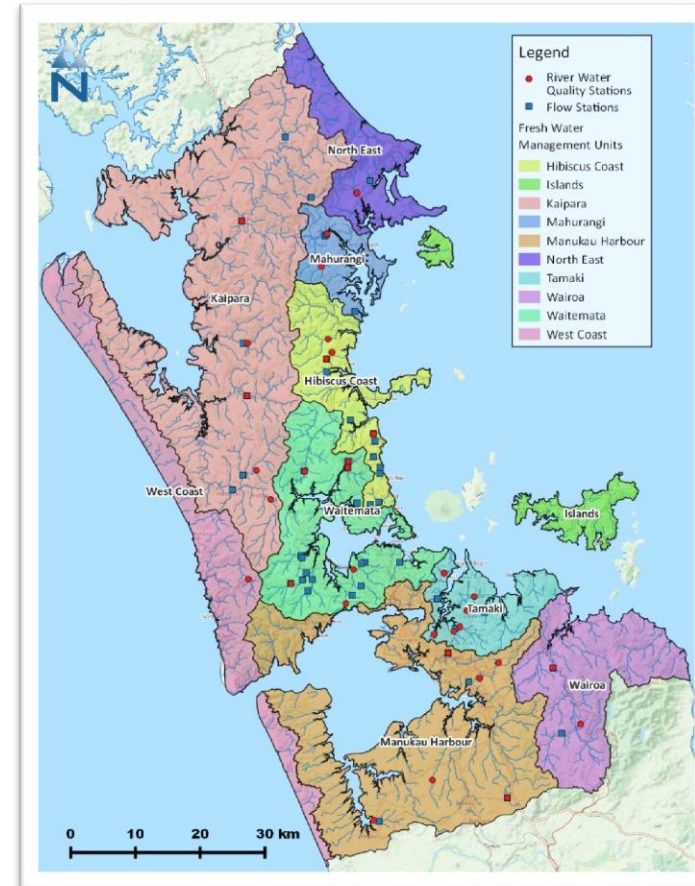 N
Legend
River Water
Quality Stations
Flow Stations
Fresh Water
Management Units
Hibiscus Coast
Islands
Kaipara
Mahurangi
Manukau Harbour
North East
Tamaki
Wairoa
Waitemata
West Coast
North East
Mahurangi
Kaipara
Hibiscus Coast
West Coast
Waitemata
Islands
Tamaki
Wairoa
Manukau Harbour
0 10 20 30 km